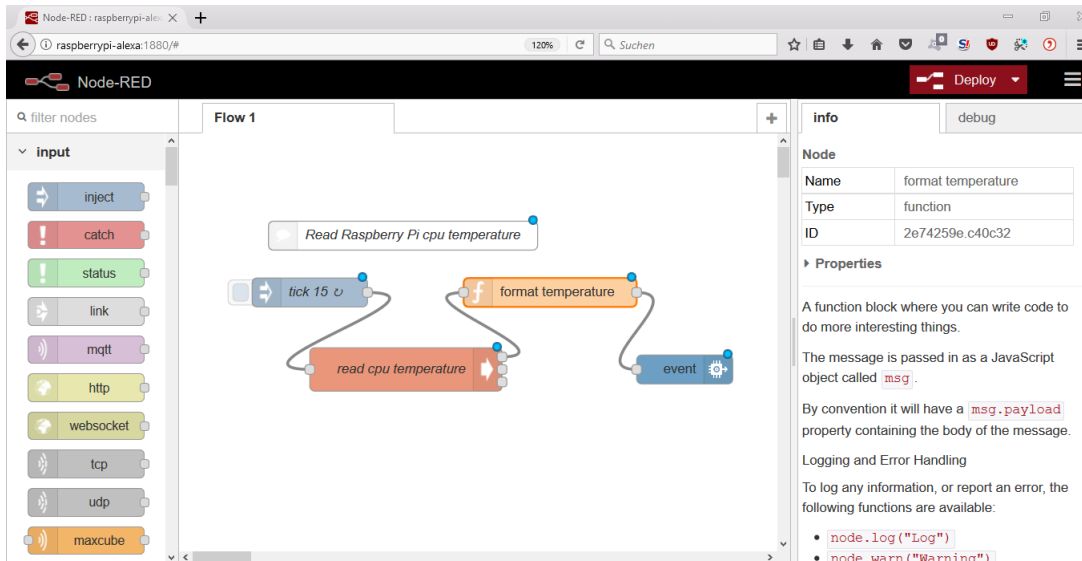 Node-RED : raspberrypi-alex
raspberrypi-alexa:1880/#
120%
Suchen
Node-RED
Deploy
filter nodes
Flow 1
info
debug
input
inject
catch
status
link
mqtt
http
websocket
tcp
udp
maxcube
Read Raspberry Pi cpu temperature
tick 15 ↻
format temperature
read cpu temperature
event
Node
Name format temperature
Type function
ID 2e74259e.c40c32
Properties
A function block where you can write code to
do more interesting things.
The message is passed in as a JavaScript
object called msg.
By convention it will have a msg.payload
property containing the body of the message.
Logging and Error Handling
To log any information, or report an error, the
following functions are available:
node.log("Log")
node.warn("Warning")